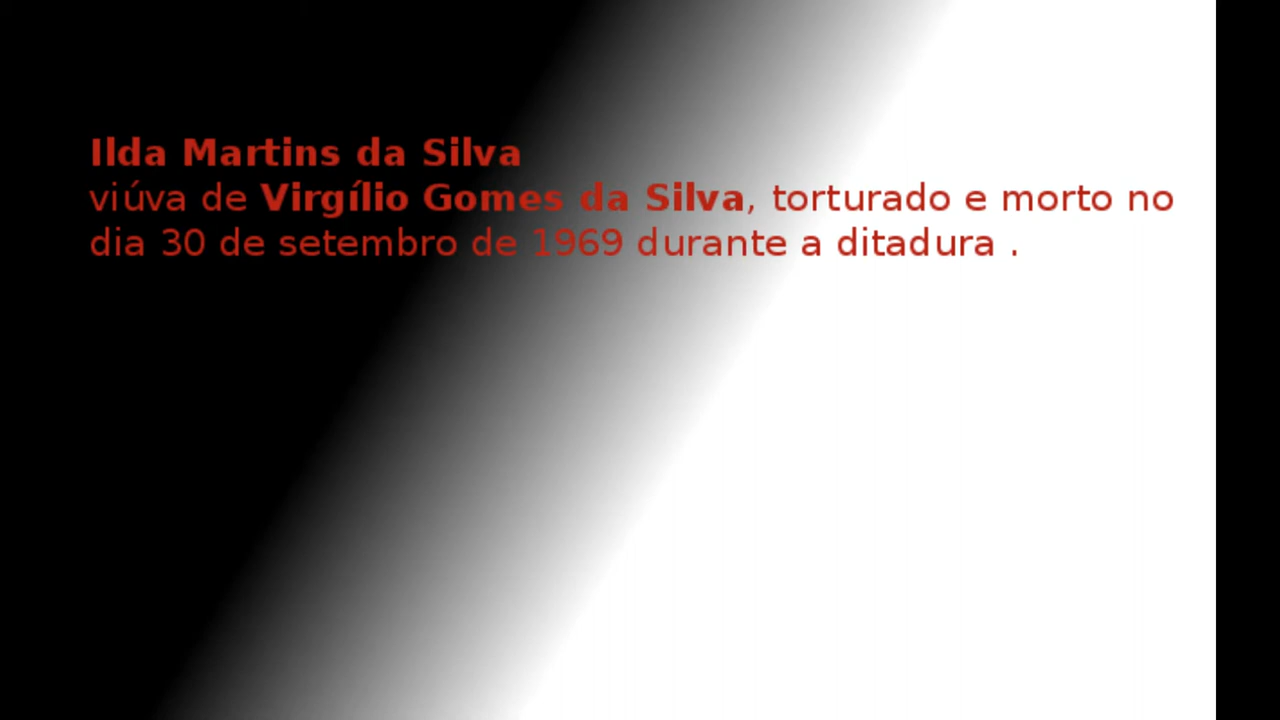 Ilda Martins da Silva
viúva de Virgílio Gomes da Silva, torturado e morto no
dia 30 de setembro de 1969 durante a ditadura .